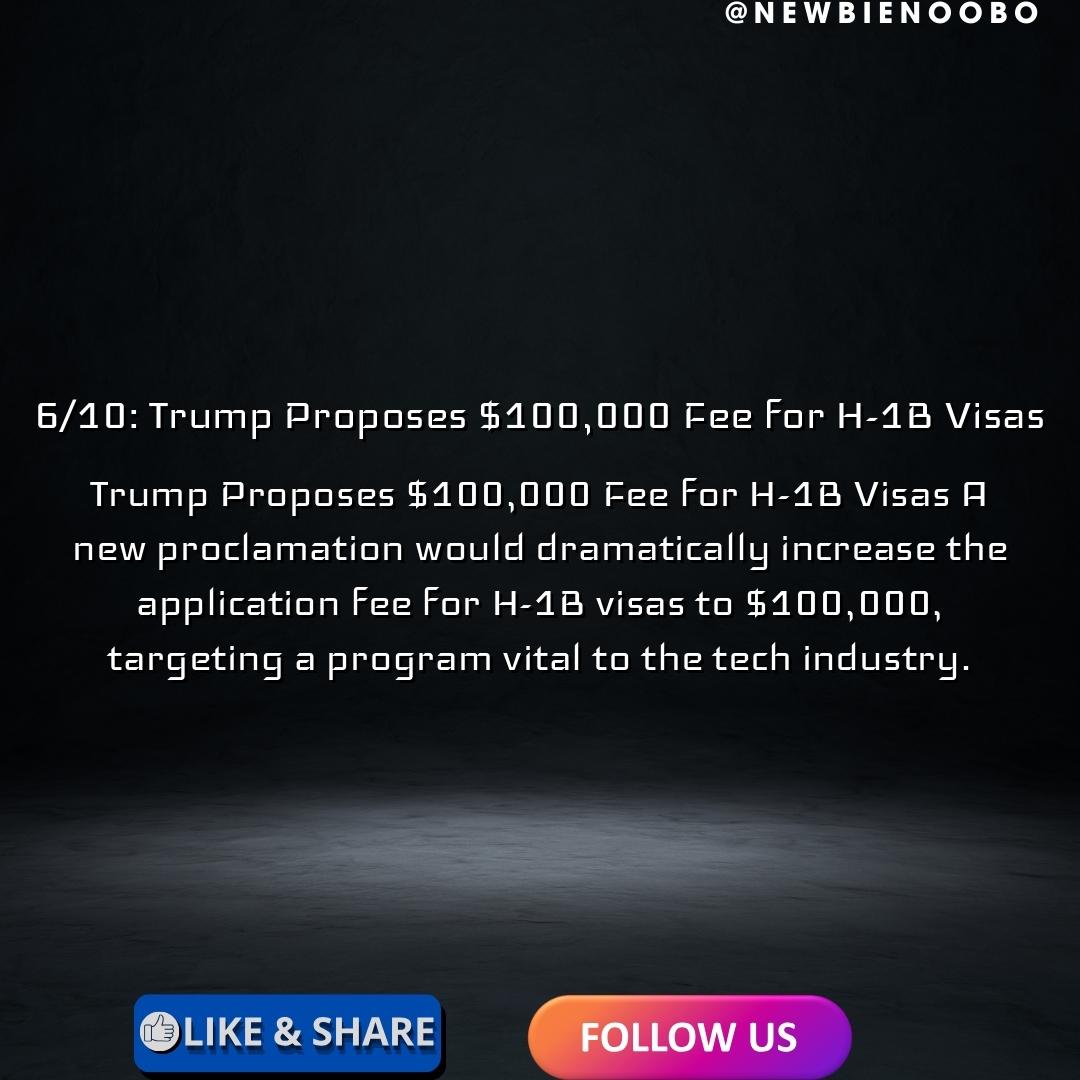 @NEWBIENOOBO
6/10: Trump Proposes $100,000 Fee for H-1B Visas
Trump Proposes $100,000 Fee for H-1B Visas A
new proclamation would dramatically increase the
application fee for H-1B visas to $100,000,
targeting a program vital to the tech industry.
LIKE & SHARE
FOLLOW US